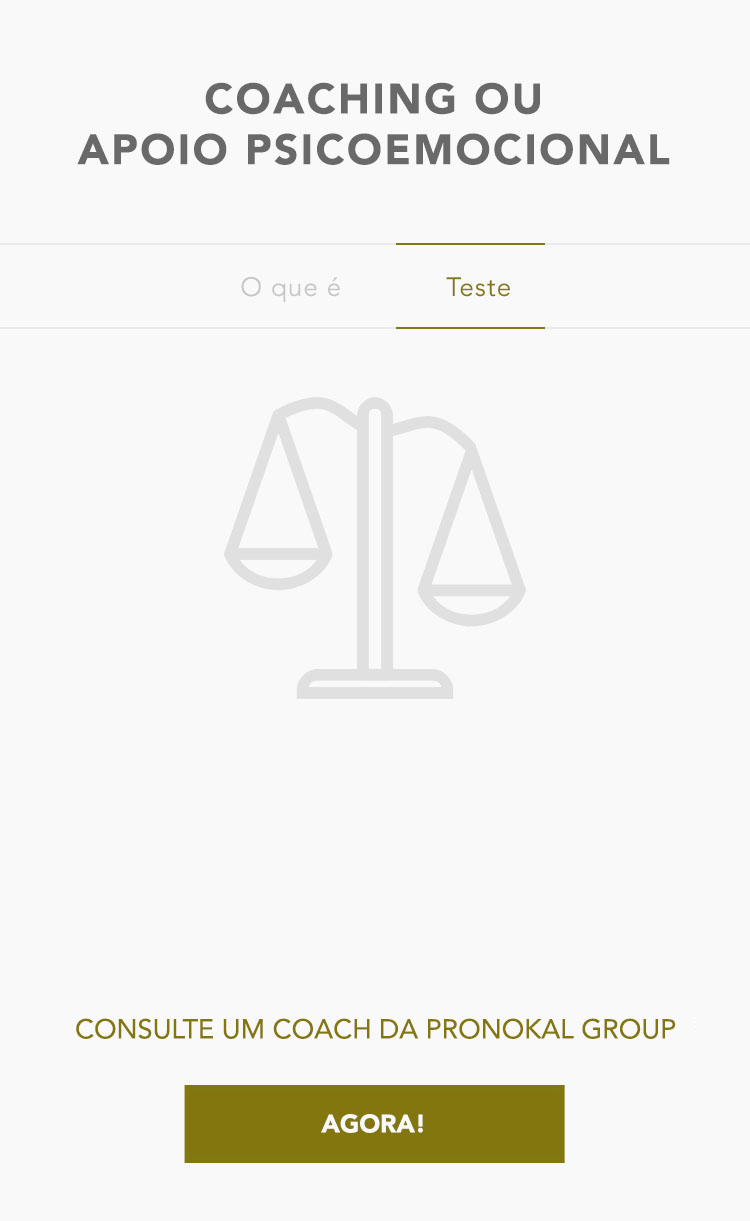 COACHING OU
APOIO PSICOEMOCIONAL
O que é Teste
CONSULTE UM COACH DA PRONOKAL GROUP
AGORA!